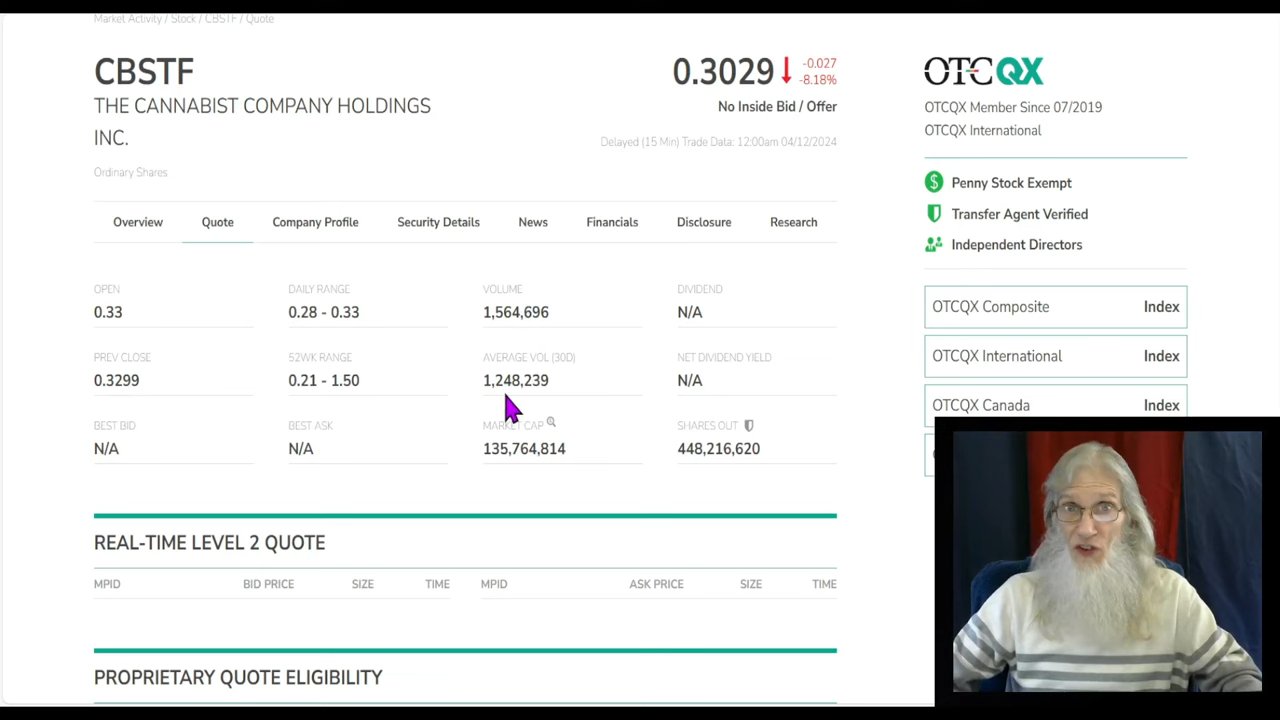 Market Activity / Stock / CBSTF / Quote
CBSTF
THE CANNABIST COMPANY HOLDINGS
INC.
Ordinary Shares
0.3029
-0.027
-8.18%
No Inside Bid / Offer
Delayed (15 Min) Trade Data: 12:00am 04/12/2024
Overview Quote Company Profile Security Details News Financials Disclosure Research
OPEN DAILY RANGE VOLUME DIVIDEND
0.33 0.28 - 0.33 1,564,696 N/A
PREV CLOSE 52WK RANGE AVERAGE VOL (30D) NET DIVIDEND YIELD
0.3299 0.21 - 1.50 1,248,239 N/A
BEST BID BEST ASK MARKET CAP SHARES OUT
N/A N/A 135,764,814 448,216,620
REAL-TIME LEVEL 2 QUOTE
MPID BID PRICE SIZE TIME MPID ASK PRICE SIZE TIME
PROPRIETARY QUOTE ELIGIBILITY
OTCQX
OTCQX Member Since 07/2019
OTCQX International
$ Penny Stock Exempt
Transfer Agent Verified
Independent Directors
OTCQX Composite Index
OTCQX International Index
OTCQX Canada Index